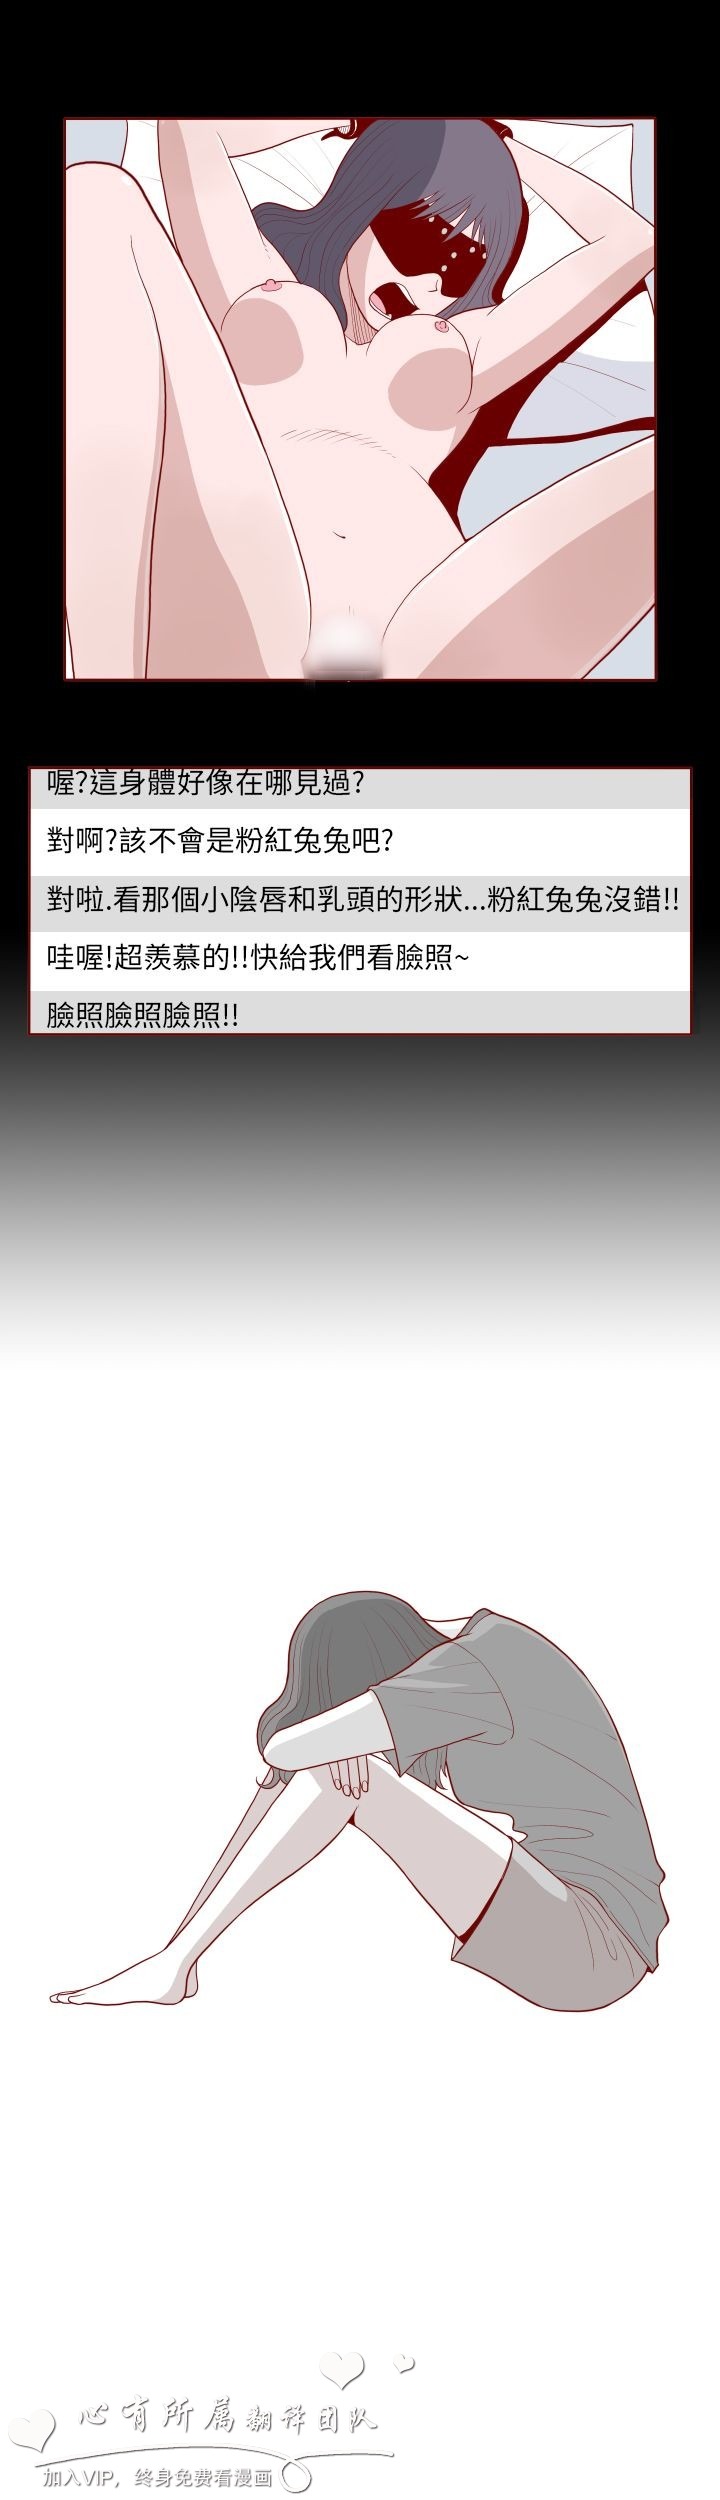 喔?這身體好像在哪見過?
對啊?該不會是粉紅兔兔吧?
對啦.看那個小陰唇和乳頭的形狀...粉紅兔兔沒錯!!
哇喔!超羨慕的!!快給我們看臉照~
臉照臉照臉照!!
心有所属翻译团队
加入VIP，终身免费看漫画